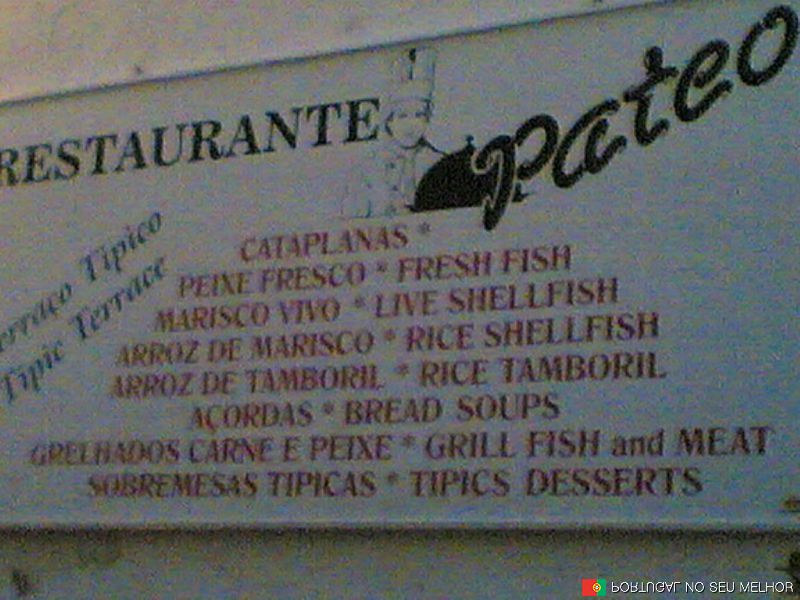 RESTAURANTE
Pateo
Terraço Tipico
Tipic Terrace
CATAPLANAS *
PEIXE FRESCO * FRESH FISH
MARISCO VIVO * LIVE SHELLFISH
ARROZ DE MARISCO * RICE SHELLFISH
ARROZ DE TAMBORIL * RICE TAMBORIL
AÇORDAS * BREAD SOUPS
GRELHADOS CARNE E PEIXE * GRILL FISH and MEAT
SOBREMESAS TIPICAS * TIPICS DESSERTS
PORTUGAL NO SEU MELHOR